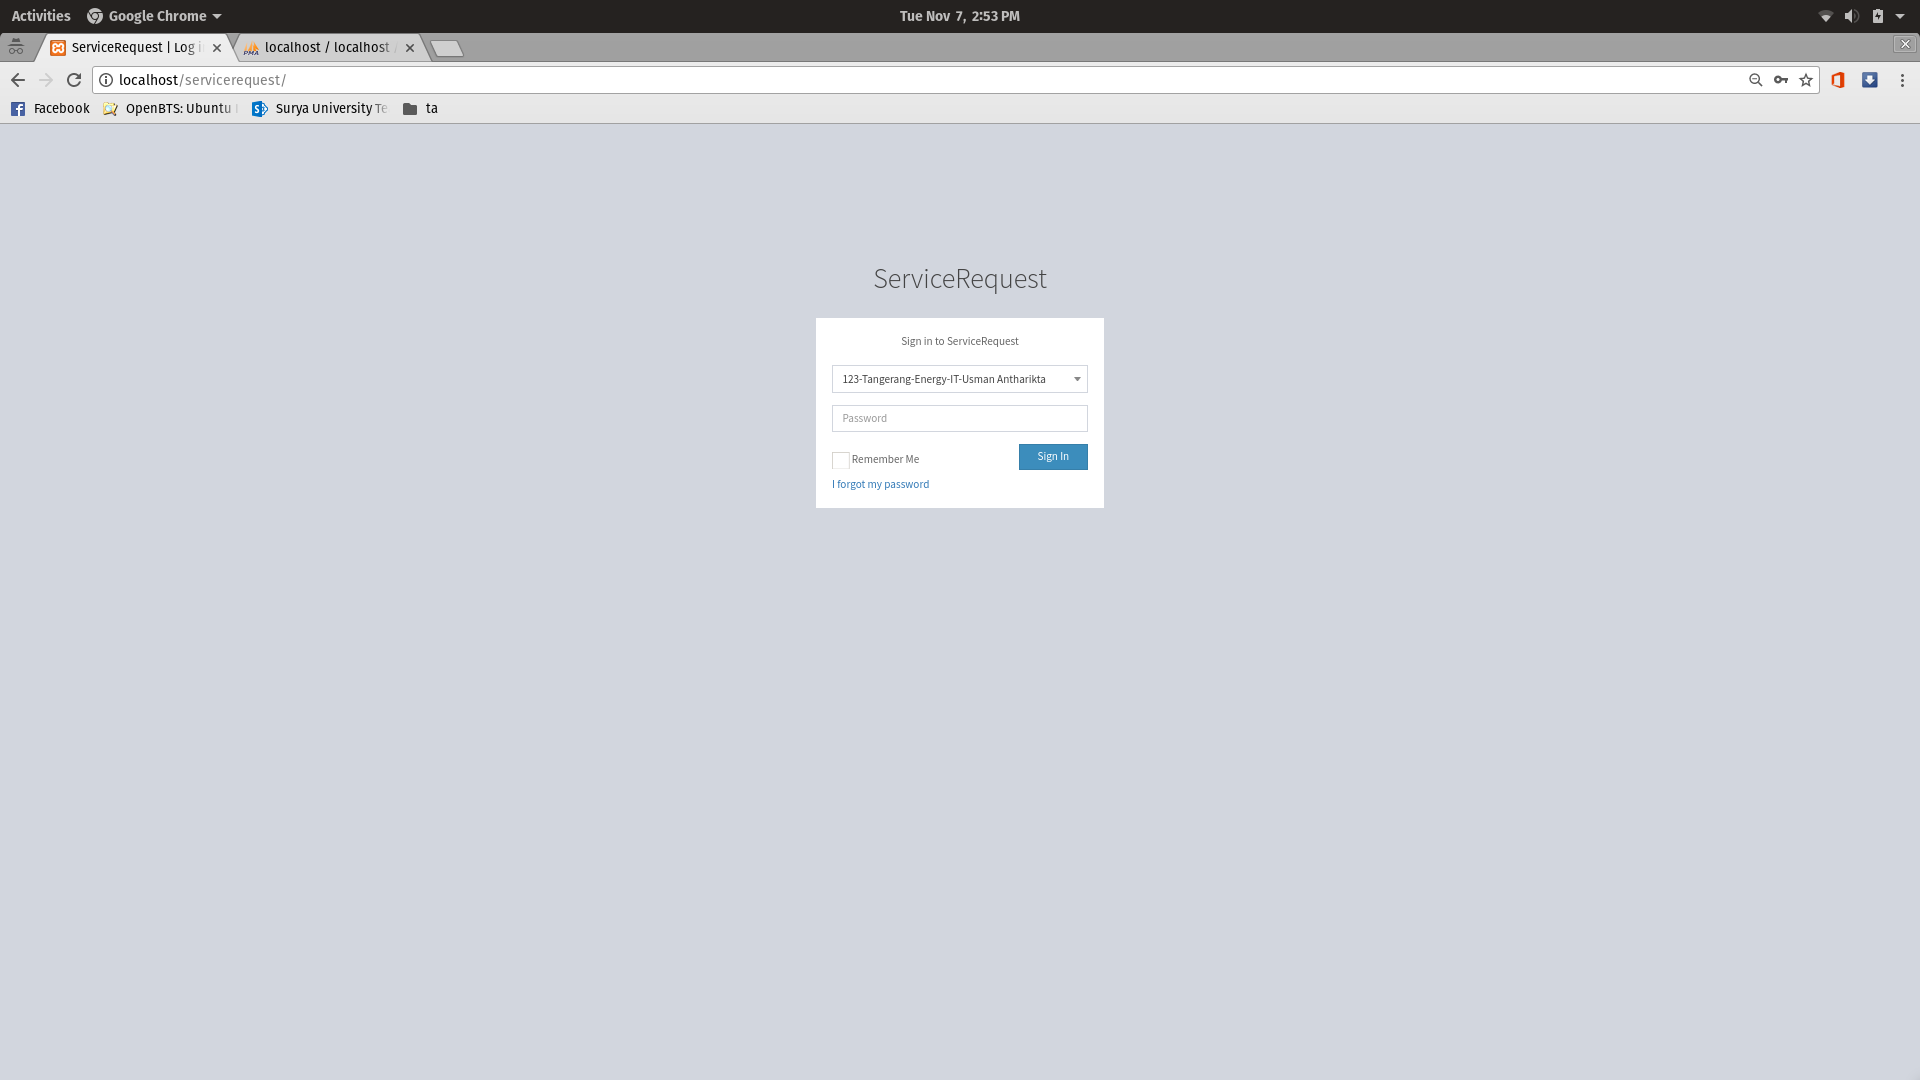 Activities Google Chrome Tue Nov 7, 2:53 PM
ServiceRequest | Log in localhost / localhost /
localhost/servicerequest/
Facebook OpenBTS: Ubuntu Surya University Te ta
ServiceRequest
Sign in to ServiceRequest
123-Tangerang-Energy-IT-Usman Antharikta
Password
Remember Me Sign In
I forgot my password